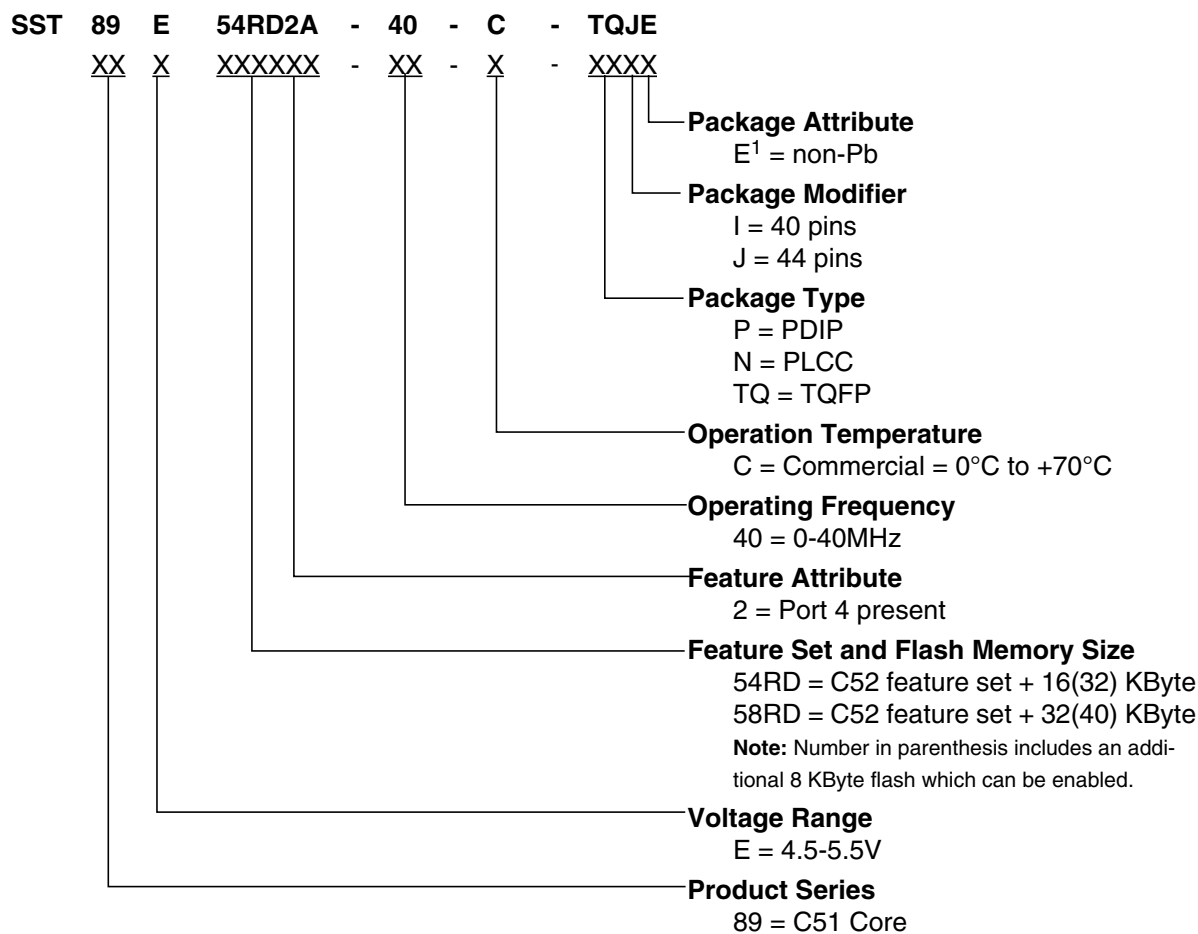 SST 89 E 54RD2A - 40 - C - TQJE
XX X XXXXXX - XX - X - XXXX
Package Attribute
E1 = non-Pb
Package Modifier
I = 40 pins
J = 44 pins
Package Type
P = PDIP
N = PLCC
TQ = TQFP
Operation Temperature
C = Commercial = 0°C to +70°C
Operating Frequency
40 = 0-40MHz
Feature Attribute
2 = Port 4 present
Feature Set and Flash Memory Size
54RD = C52 feature set + 16(32) KByte
58RD = C52 feature set + 32(40) KByte
Note: Number in parenthesis includes an addi-
tional 8 KByte flash which can be enabled.
Voltage Range
E = 4.5-5.5V
Product Series
89 = C51 Core